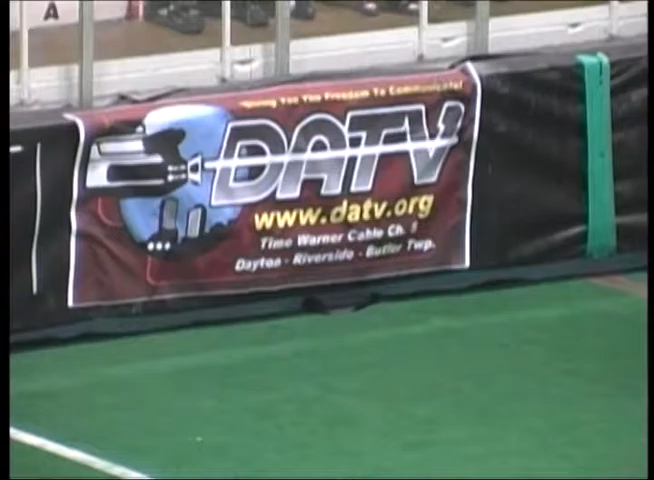 A
Giving You The Freedom To Communicate!
DATV
www.datv.org
Time Warner Cable Ch. 5
Dayton - Riverside - Butler Twp.